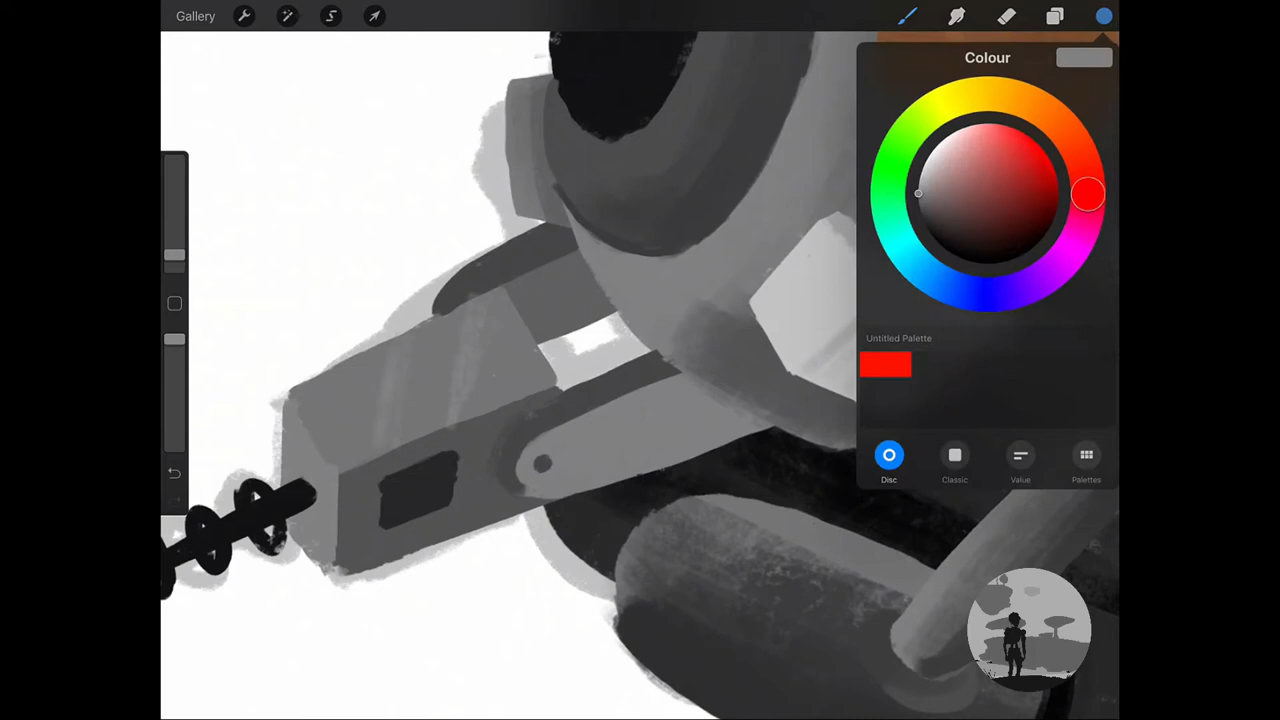 Gallery
Colour
Untitled Palette
Disc
Classic
Value
Palettes